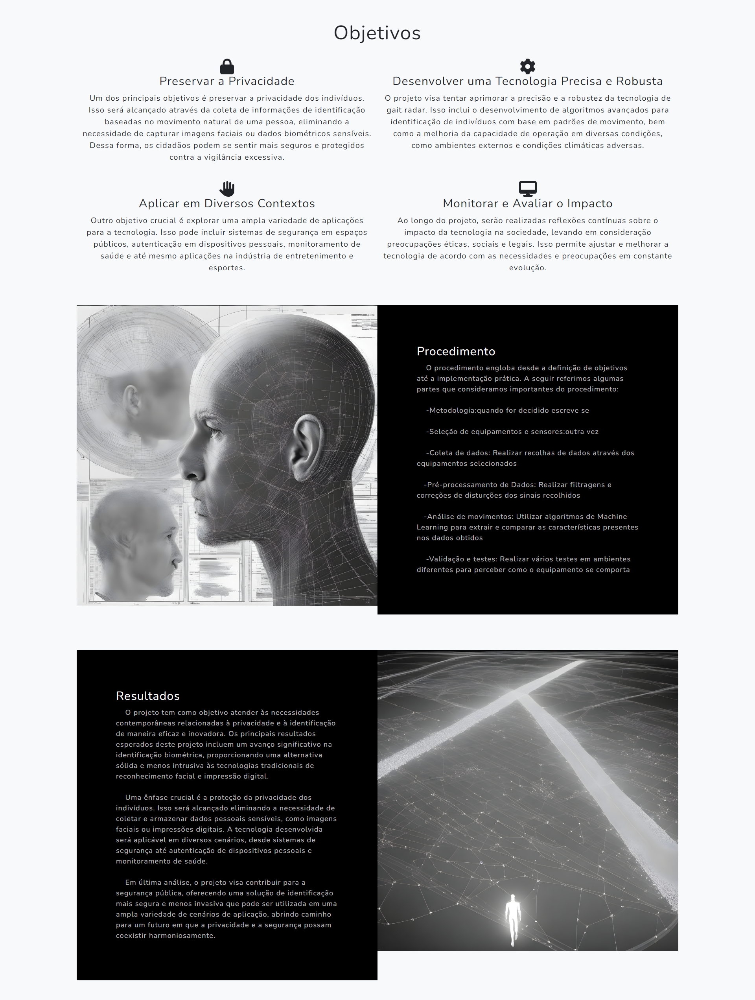 Objetivos
Preservar a Privacidade
Um dos principais objetivos é preservar a privacidade dos indivíduos.
Isso será alcançado através da coleta de informações de identificação
baseadas no movimento natural de uma pessoa, eliminando a
necessidade de capturar imagens faciais ou dados biométricos sensíveis.
Dessa forma, os cidadãos podem se sentir mais seguros e protegidos
contra a vigilância excessiva.
Desenvolver uma Tecnologia Precisa e Robusta
O projeto visa tentar aprimorar a precisão e a robustez da tecnologia de
gait radar. Isso inclui o desenvolvimento de algoritmos avançados para
identificação de indivíduos com base em padrões de movimento, bem
como a melhoria da capacidade de operação em diversas condições,
como ambientes externos e condições climáticas adversas.
Aplicar em Diversos Contextos
Outro objetivo crucial é explorar uma ampla variedade de aplicações
para a tecnologia. Isso pode incluir sistemas de segurança em espaços
públicos, autenticação em dispositivos pessoais, monitoramento de
saúde e até mesmo aplicações na indústria de entretenimento e
esportes.
Monitorar e Avaliar o Impacto
Ao longo do projeto, serão realizadas reflexões contínuas sobre o
impacto da tecnologia na sociedade, levando em consideração
preocupações éticas, sociais e legais. Isso permite ajustar e melhorar a
tecnologia de acordo com as necessidades e preocupações em constante
evolução.
Procedimento
O procedimento engloba desde a definição de objetivos
até a implementação prática. A seguir referimos algumas
partes que consideramos importantes do procedimento:
-Metodologia:quando for decidido escreve se
-Seleção de equipamentos e sensores:outra vez
-Coleta de dados: Realizar recolhas de dados através dos
equipamentos selecionados
-Pré-processamento de Dados: Realizar filtragens e
correções de disturções dos sinais recolhidos
-Análise de movimentos: Utilizar algoritmos de Machine
Learning para extrair e comparar as características presentes
nos dados obtidos
-Validação e testes: Realizar vários testes em ambientes
diferentes para perceber como o equipamento se comporta
Resultados
O projeto tem como objetivo atender às necessidades
contemporâneas relacionadas à privacidade e à identificação
de maneira eficaz e inovadora. Os principais resultados
esperados deste projeto incluem um avanço significativo na
identificação biométrica, proporcionando uma alternativa
sólida e menos intrusiva às tecnologias tradicionais de
reconhecimento facial e impressão digital.
Uma ênfase crucial é a proteção da privacidade dos
indivíduos. Isso será alcançado eliminando a necessidade de
coletar e armazenar dados pessoais sensíveis, como imagens
faciais ou impressões digitais. A tecnologia desenvolvida
será aplicável em diversos cenários, desde sistemas de
segurança até autenticação de dispositivos pessoais e
monitoramento de saúde.
Em última análise, o projeto visa contribuir para a
segurança pública, oferecendo uma solução de identificação
mais segura e menos invasiva que pode ser utilizada em uma
ampla variedade de cenários de aplicação, abrindo caminho
para um futuro em que a privacidade e a segurança possam
coexistir harmoniosamente.